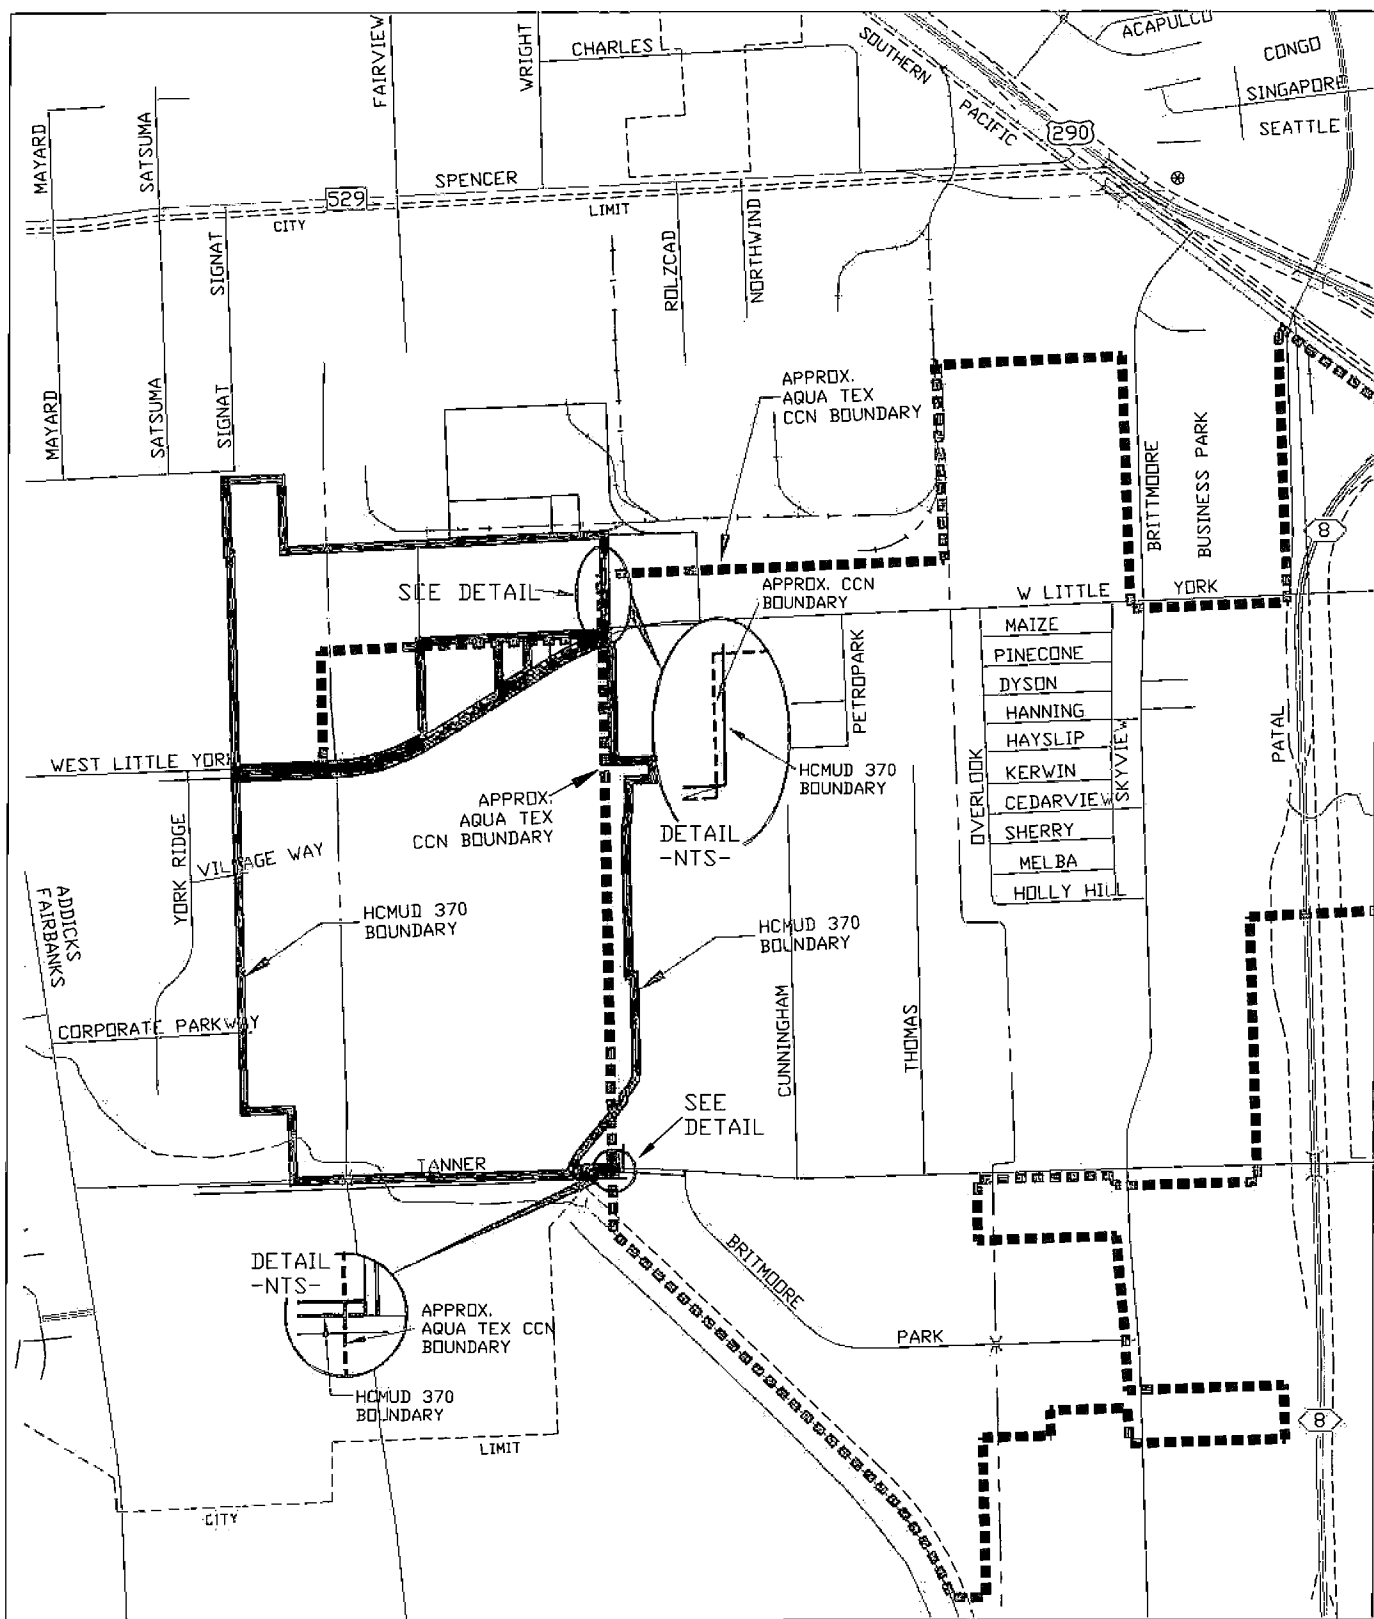 ACAPULCO
CONGO
SINGAPORE
SEATTLE
SOUTHERN
PACIFIC
290
FAIRVIEW
WRIGHT
CHARLES
MAYARD
SATSUMA
SPENCER
529
CITY
LIMIT
SIGNAT
ROLZCAD
NORTHWIND
MAYARD
SATSUMA
SIGNAT
APPROX.
AQUA TEX
CCN BOUNDARY
BRITTMORE
BUSINESS PARK
8
SEE DETAIL
APPROX. CCN
BOUNDARY
W LITTLE
YORK
MAIZE
PINECONE
DYSON
HANNING
HAYSLIP
KERWIN
CEDARVIEW
SHERRY
MELBA
HOLLY HILL
PETROPARK
OVERLOOK
SKYVIEW
PATAL
WEST LITTLE YORK
HCMUD 370
BOUNDARY
DETAIL
-NTS-
APPROX.
AQUA TEX
CCN BOUNDARY
YORK RIDGE
VILLAGE WAY
ADDICKS
FAIRBANKS
HCMUD 370
BOUNDARY
HCMUD 370
BOUNDARY
CORPORATE PARKWAY
CUNNINGHAM
THOMAS
SEE
DETAIL
TANNER
BRITMOORE
PARK
DETAIL
-NTS-
APPROX.
AQUA TEX CCN
BOUNDARY
HCMUD 370
BOUNDARY
LIMIT
CITY
8